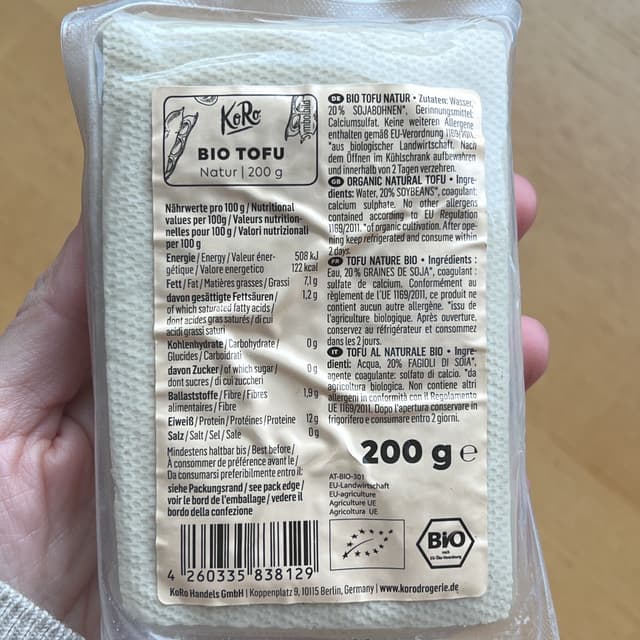 KoRo
Symbolbild
BIO TOFU
Natur | 200 g
Nährwerte pro 100 g / Nutritional
values per 100g / Valeurs nutrition-
nelles pour 100 g / Valori nutrizionali
per 100 g
Energie / Energy / Valeur éner-
gétique / Valore energetico
508 kJ
122 kcal
Fett / Fat / Matières grasses / Grassi 7,1 g
davon gesättigte Fettsäuren / 1,2 g
of which saturated fatty acids /
dont acides gras saturés / di cui
acidi grassi saturi
Kohlenhydrate / Carbohydrate / 0 g
Glucides / Carboidrati
davon Zucker / of which sugar / 0 g
dont sucres / di cui zuccheri
Ballaststoffe / Fibre / Fibres 1,9 g
alimentaires / Fibre
Eiweiß / Protein / Protéines / Proteine 12 g
Salz / Salt / Sel / Sale 0 g
Mindestens haltbar bis / Best before /
À consommer de préférence avant le /
Da consumarsi preferibilmente entro il:
siehe Packungsrand / see pack edge /
voir le bord de l'emballage / vedere il
bordo della confezione
4 260335 838129
DE BIO TOFU NATUR • Zutaten: Wasser,
20% SOJABOHNEN*, Gerinnungsmittel:
Calciumsulfat. Keine weiteren Allergene
enthalten gemäß EU-Verordnung 1169/2011.
*aus biologischer Landwirtschaft. Nach
dem Öffnen im Kühlschrank aufbewahren
und innerhalb von 2 Tagen verzehren.
GB ORGANIC NATURAL TOFU • Ingre-
dients: Water, 20% SOYBEANS*, coagulant:
calcium sulphate. No other allergens
contained according to EU Regulation
1169/2011. *of organic cultivation. After ope-
ning keep refrigerated and consume within
2 days.
FR TOFU NATURE BIO • Ingrédients :
Eau, 20% GRAINES DE SOJA*, coagulant :
sulfate de calcium. Conformément au
règlement de L'UE 1169/2011, ce produit ne
contient aucun autre allergène. *issu de
l'agriculture biologique. Après ouverture,
conservez au réfrigérateur et consommez
dans les 2 jours.
IT TOFU AL NATURALE BIO • Ingre-
dienti: Acqua, 20% FAGIOLI DI SOIA*,
agente coagulante: solfato di calcio. *da
agricoltura biologica. Non contiene altri
allergeni in conformità con il Regolamento
UE 1169/2011. Dopo l'apertura conservare in
frigorifero e consumare entro 2 giorni.
200 g e
AT-BIO-301
EU-Landwirtschaft
EU-agriculture
Agriculture UE
Agricoltura UE
BiO
nach
EG-Öko-Verordnung
KoRo Handels GmbH | Koppenplatz 9, 10115 Berlin, Germany | www.korodrogerie.de